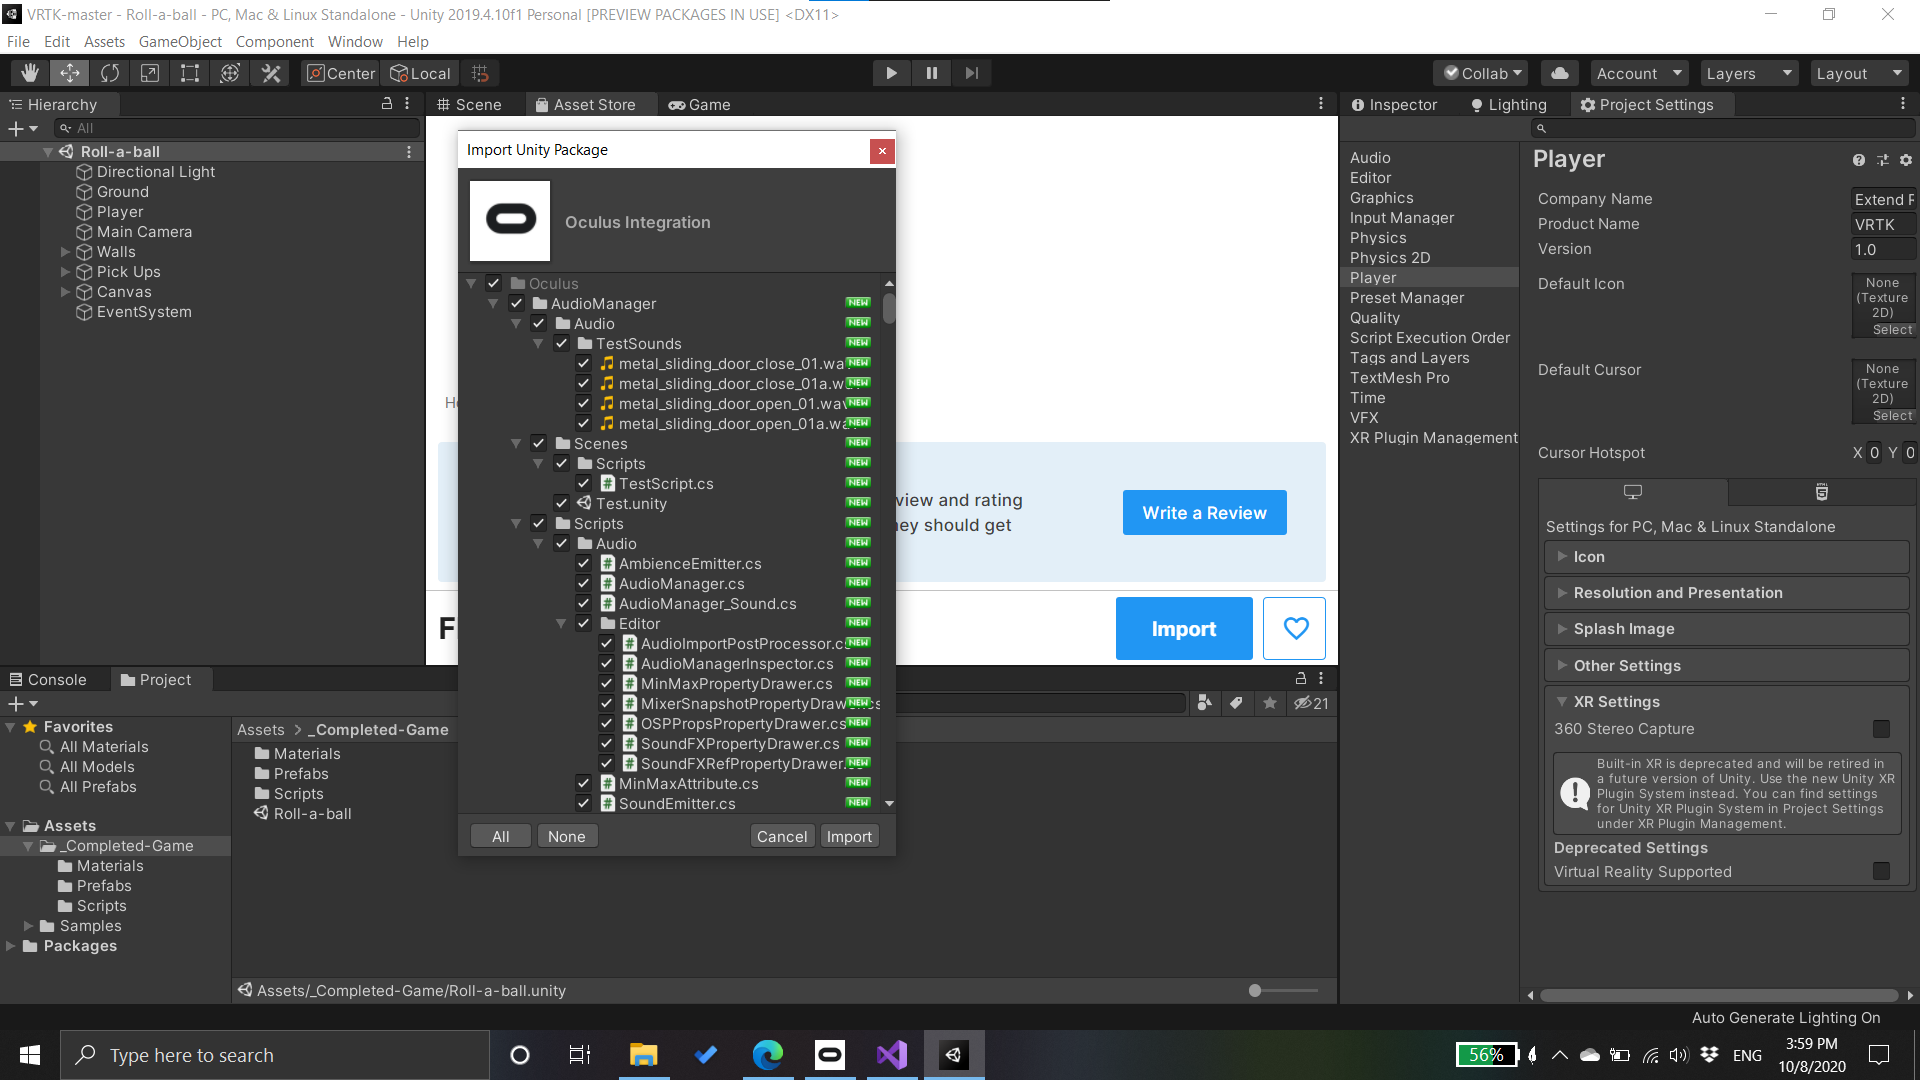 VRTK-master - Roll-a-ball - PC, Mac & Linux Standalone - Unity 2019.4.10f1 Personal [PREVIEW PACKAGES IN USE] <DX11>
File Edit Assets GameObject Component Window Help
Center Local Collab Account Layers Layout
Hierarchy
All
Roll-a-ball
Directional Light
Ground
Player
Main Camera
Walls
Pick Ups
Canvas
EventSystem
Scene Asset Store Game
Import Unity Package
Oculus Integration
Oculus
AudioManager NEW
Audio NEW
TestSounds NEW
metal_sliding_door_close_01.wa NEW
metal_sliding_door_close_01a.w NEW
metal_sliding_door_open_01.wav NEW
metal_sliding_door_open_01a.wa NEW
Scenes NEW
Scripts NEW
TestScript.cs NEW
Test.unity NEW
Scripts NEW
Audio NEW
AmbienceEmitter.cs NEW
AudioManager.cs NEW
AudioManager_Sound.cs NEW
Editor NEW
AudioImportPostProcessor.cs NEW
AudioManagerInspector.cs NEW
MinMaxPropertyDrawer.cs NEW
MixerSnapshotPropertyDrawer.cs NEW
OSPPropsPropertyDrawer.cs NEW
SoundFXPropertyDrawer.cs NEW
SoundFXRefPropertyDrawer.cs NEW
MinMaxAttribute.cs NEW
SoundEmitter.cs NEW
All None Cancel Import
Ho
view and rating
hey should get
Write a Review
F
Import
Inspector Lighting Project Settings
Audio
Editor
Graphics
Input Manager
Physics
Physics 2D
Player
Preset Manager
Quality
Script Execution Order
Tags and Layers
TextMesh Pro
Time
VFX
XR Plugin Management
Player
Company Name Extend R
Product Name VRTK
Version 1.0
Default Icon
None
(Texture
2D)
Select
Default Cursor
None
(Texture
2D)
Select
Cursor Hotspot X 0 Y 0
Settings for PC, Mac & Linux Standalone
Icon
Resolution and Presentation
Splash Image
Other Settings
XR Settings
360 Stereo Capture
Built-in XR is deprecated and will be retired in
a future version of Unity. Use the new Unity XR
Plugin System instead. You can find settings
for Unity XR Plugin System in Project Settings
under XR Plugin Management.
Deprecated Settings
Virtual Reality Supported
Console Project
21
Favorites
All Materials
All Models
All Prefabs
Assets
_Completed-Game
Materials
Prefabs
Scripts
Samples
Packages
Assets > _Completed-Game
Materials
Prefabs
Scripts
Roll-a-ball
Assets/_Completed-Game/Roll-a-ball.unity
Auto Generate Lighting On
Type here to search
56%
ENG
3:59 PM
10/8/2020